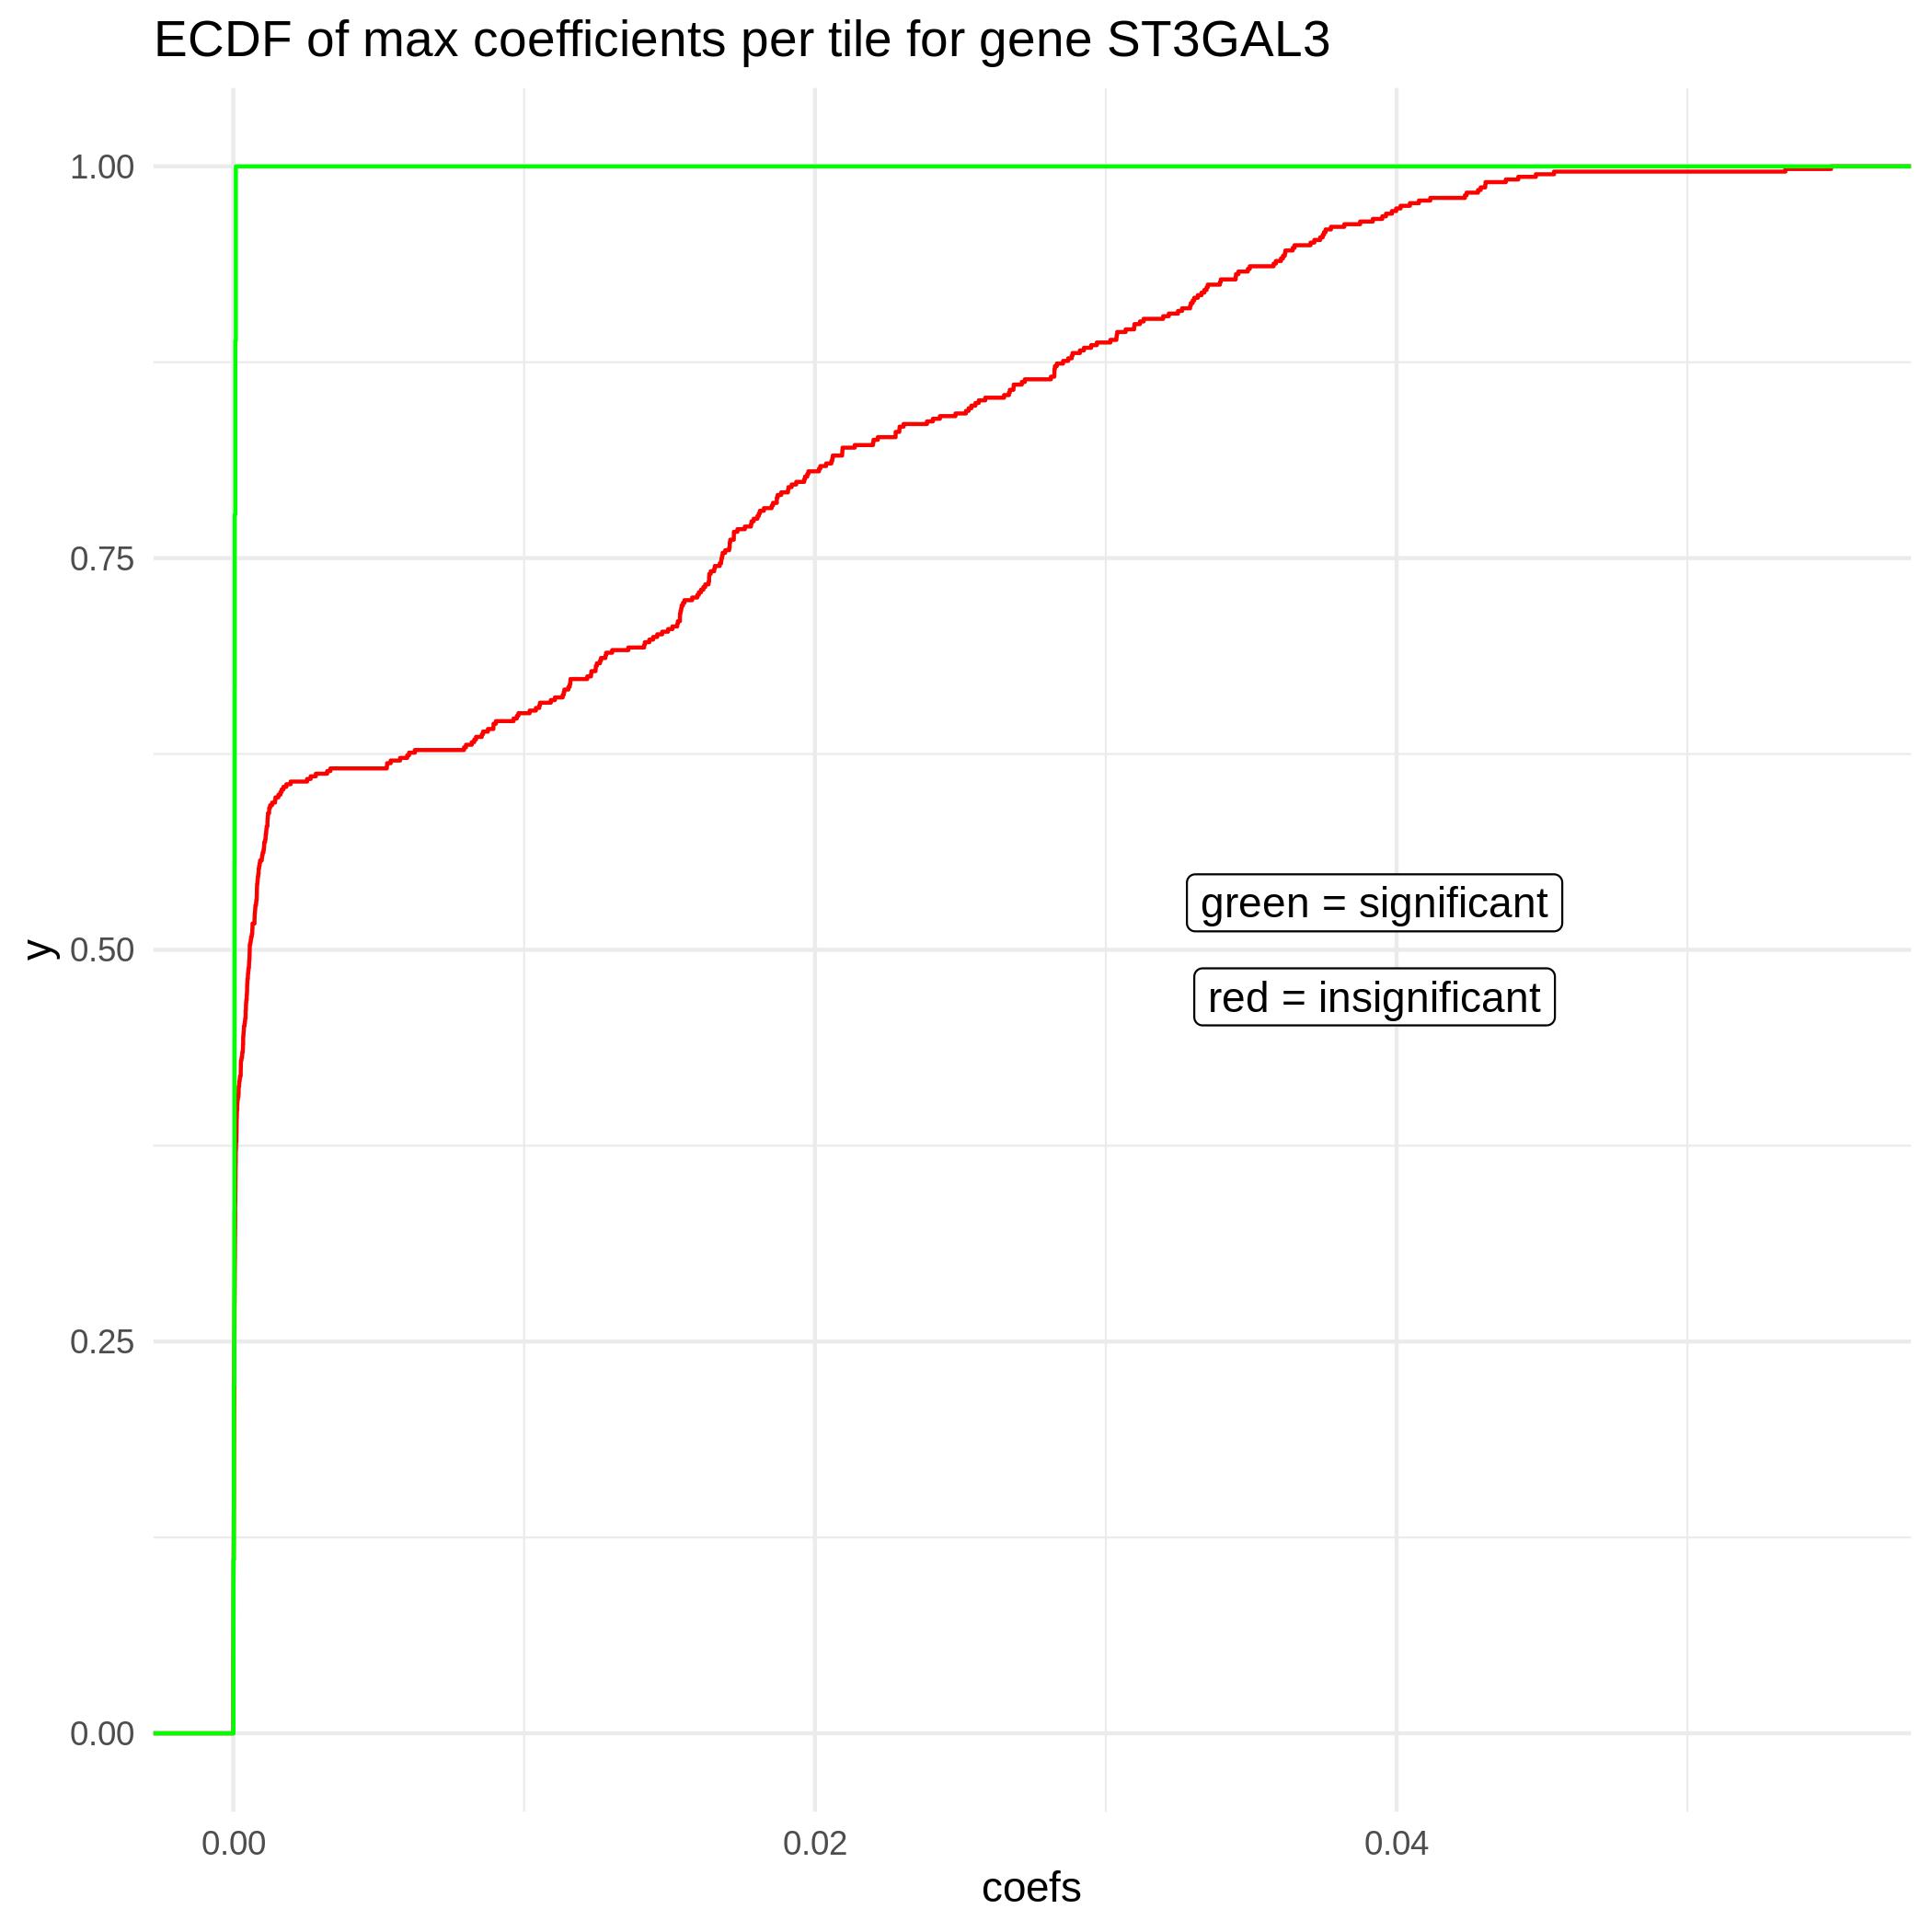 ECDF of max coefficients per tile for gene ST3GAL3
1.00
0.75
0.50
0.25
0.00
y
green = significant
red = insignificant
0.00 0.02 0.04
coefs